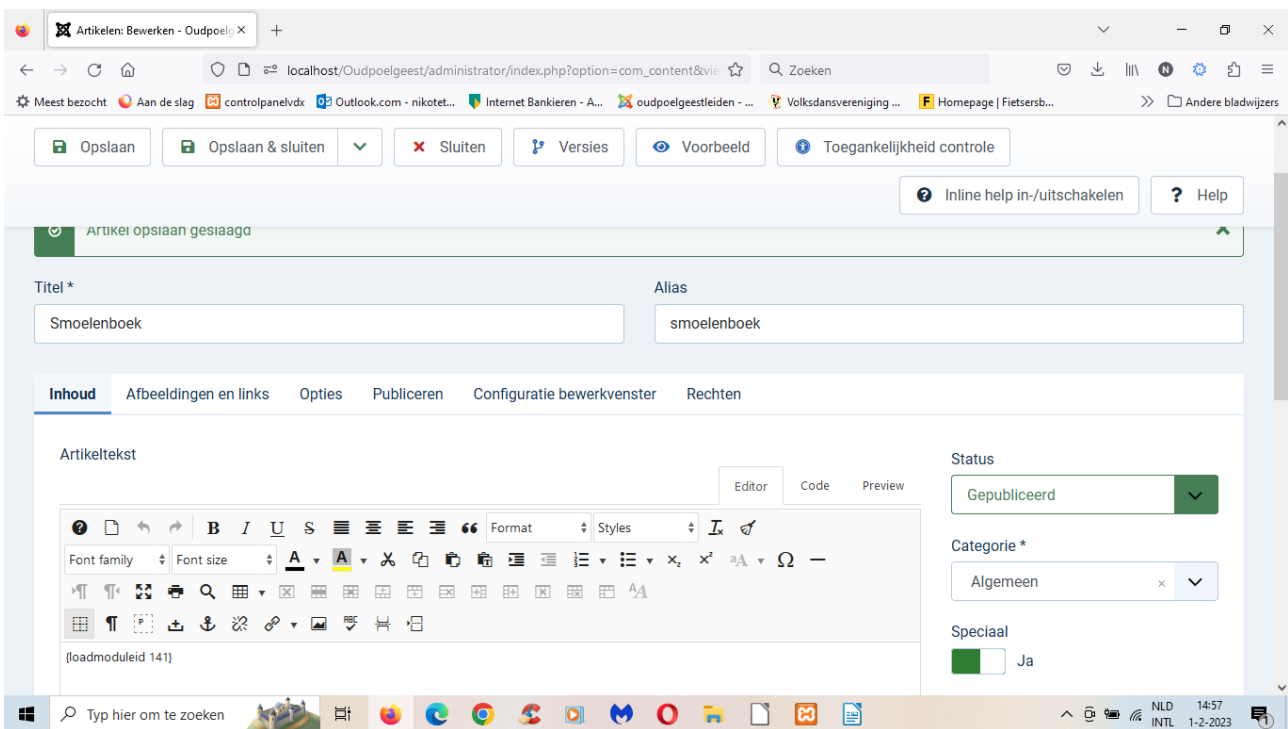 Artikelen: Bewerken - Oudpoelg
localhost/Oudpoelgeest/administrator/index.php?option=com_content&vie
Zoeken
N
Meest bezocht Aan de slag controlpanelvdx Outlook.com - nikotet... Internet Bankieren - A... oudpoelgeestleiden - ... Volksdansvereniging ... F Homepage | Fietsersb... Andere bladwijzers
Opslaan Opslaan & sluiten Sluiten Versies Voorbeeld Toegankelijkheid controle
Inline help in-/uitschakelen ? Help
Artikel opslaan geslaagd
Titel * Alias
Smoelenboek smoelenboek
Inhoud Afbeeldingen en links Opties Publiceren Configuratie bewerkvenster Rechten
Artikeltekst
Status
Editor Code Preview
Gepubliceerd
B I U S Format Styles
Categorie *
Font family Font size A A
Algemeen
Speciaal
Ja
{loadmoduleid 141}
Typ hier om te zoeken
NLD 14:57
INTL 1-2-2023